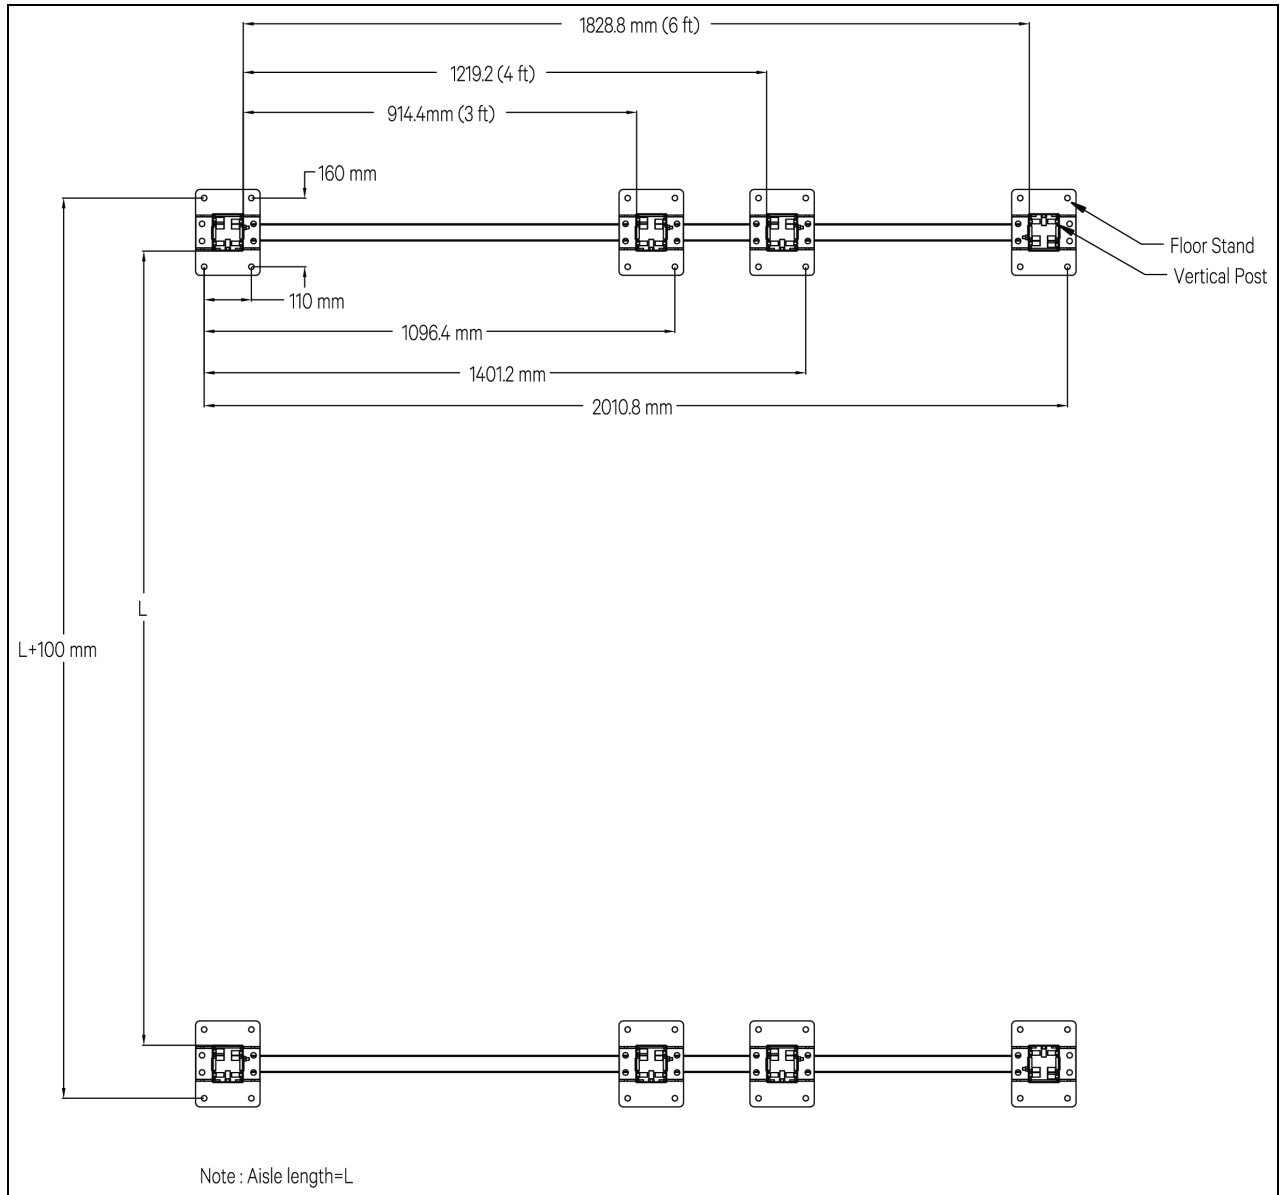 1828.8 mm (6 ft)
1219.2 (4 ft)
914.4mm (3 ft)
160 mm
Floor Stand
Vertical Post
110 mm
1096.4 mm
1401.2 mm
2010.8 mm
L
L+100 mm
Note : Aisle length=L